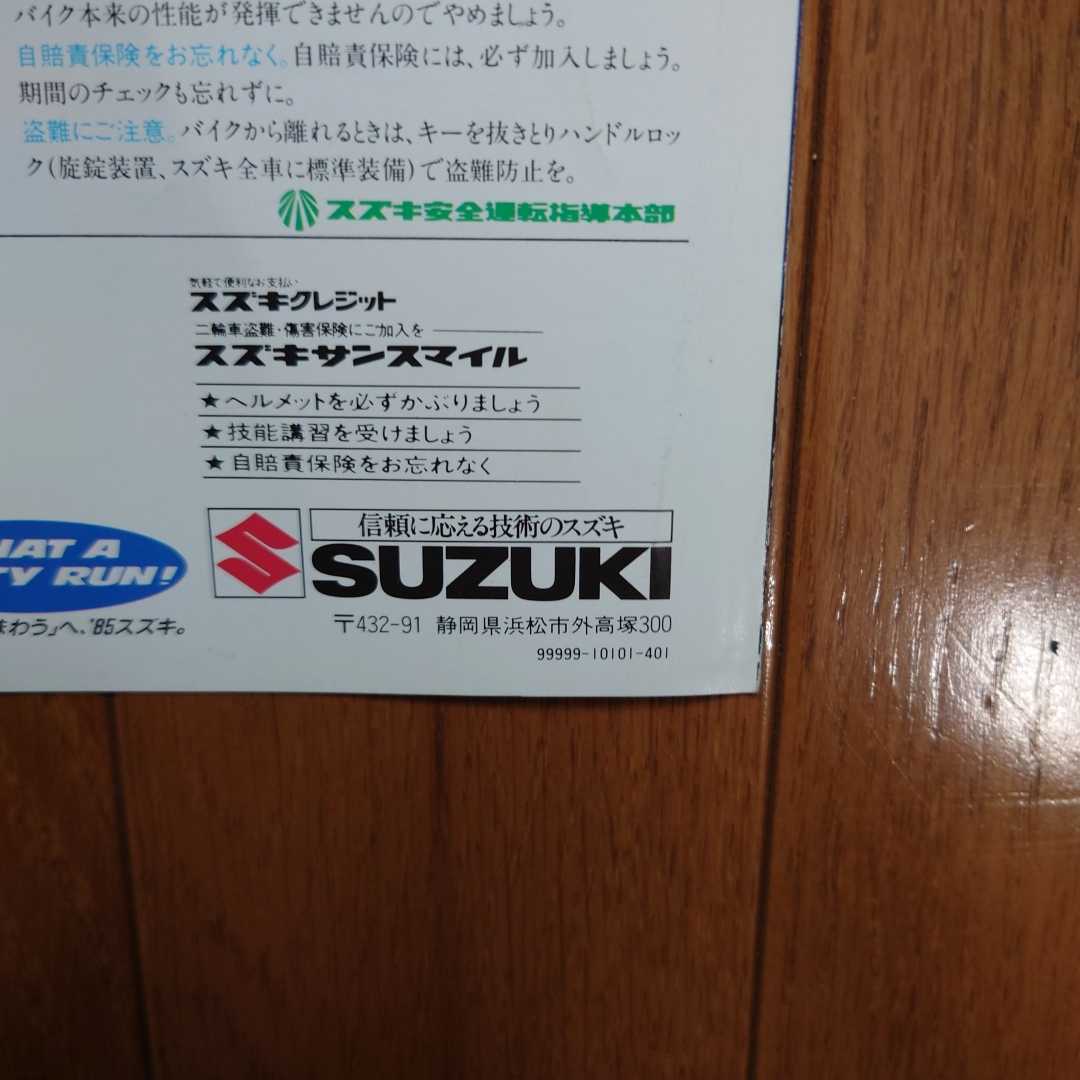 バイク本来の性能が発揮できませんのでやめましょう。
自賠責保険をお忘れなく。自賠責保険には、必ず加入しましょう。
期間のチェックも忘れずに。
盗難にご注意。バイクから離れるときは、キーを抜きとりハンドルロッ
ク(旋錠装置、スズキ全車に標準装備)で盗難防止を。
スズキ安全運転指導本部
気軽で便利なお支払い
スズキクレジット
二輪車盗難・傷害保険にご加入を
スズキサンスマイル
★ヘルメットを必ずかぶりましょう
★技能講習を受けましょう
★自賠責保険をお忘れなく
信頼に応える技術のスズキ
SUZUKI
〒432-91 静岡県浜松市外高塚300
99999-10101-401
HAT A
TY RUN!
まわう」へ。'85スズキ。